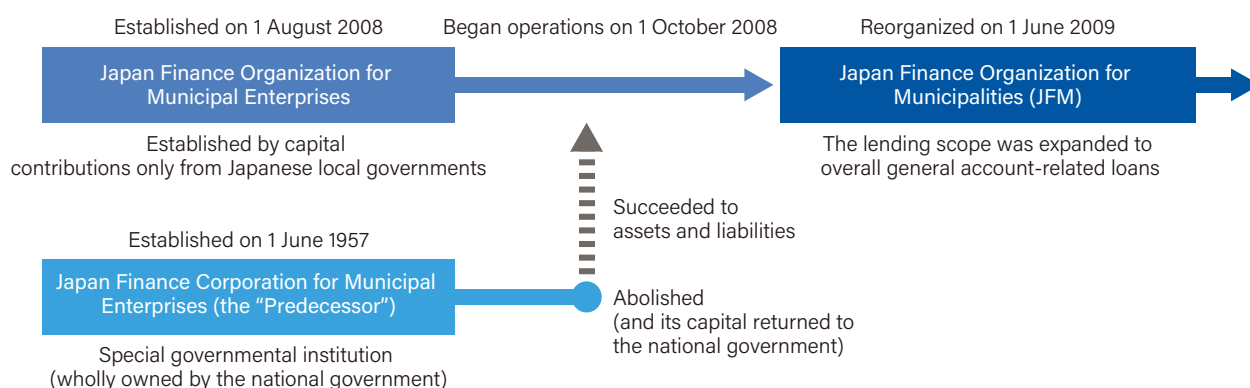 Established on 1 August 2008
Began operations on 1 October 2008
Reorganized on 1 June 2009
Japan Finance Organization for
Municipal Enterprises
Japan Finance Organization for
Municipalities (JFM)
Established by capital
contributions only from Japanese local governments
The lending scope was expanded to
overall general account-related loans
Succeeded to
assets and liabilities
Established on 1 June 1957
Japan Finance Corporation for Municipal
Enterprises (the “Predecessor”)
Abolished
(and its capital returned to
the national government)
Special governmental institution
(wholly owned by the national government)